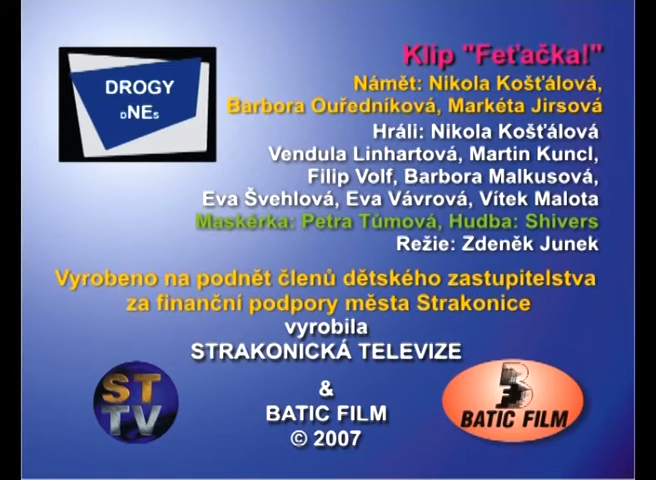 DROGY
DNES
Klip "Feťačka!"
Námět: Nikola Košťálová,
Barbora Ouředníková, Markéta Jirsová
Hráli: Nikola Košťálová
Vendula Linhartová, Martin Kuncl,
Filip Volf, Barbora Malkusová,
Eva Švehlová, Eva Vávrová, Vítek Malota
Maskérka: Petra Tůmová, Hudba: Shivers
Režie: Zdeněk Junek
Vyrobeno na podnět členů dětského zastupitelstva
za finanční podpory města Strakonice
vyrobila
STRAKONICKÁ TELEVIZE
&
BATIC FILM
© 2007
ST
TV
B
BATIC FILM